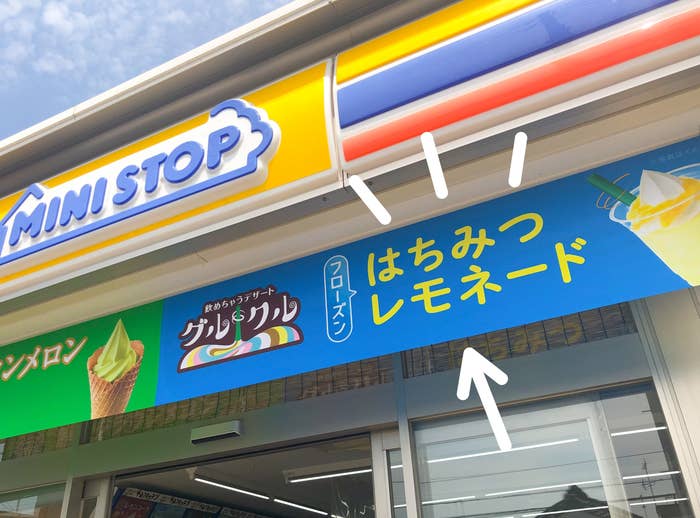 MINI STOP
ンメロン
飲めちゃうデザート
グルクル
フローズン
はちみつ
レモネード